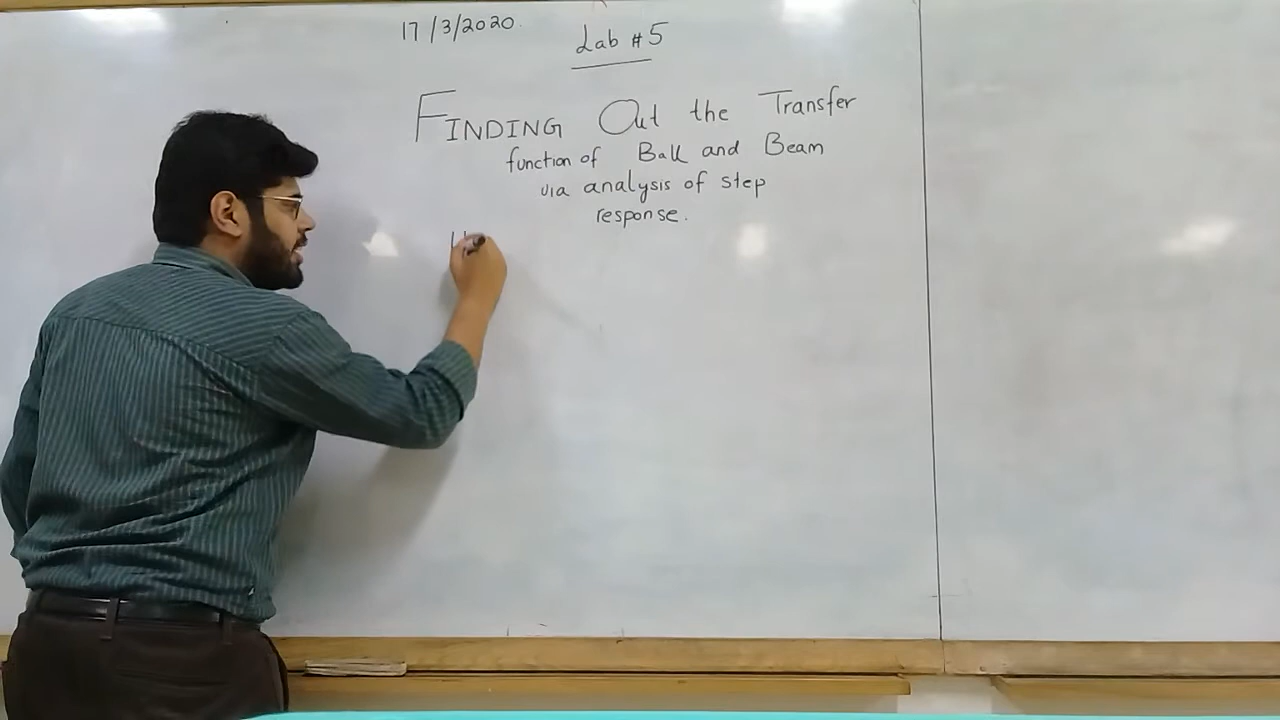 17/3/2020.
Lab #5
FINDING Out the Transfer
function of Ball and Beam
via analysis of step
response.